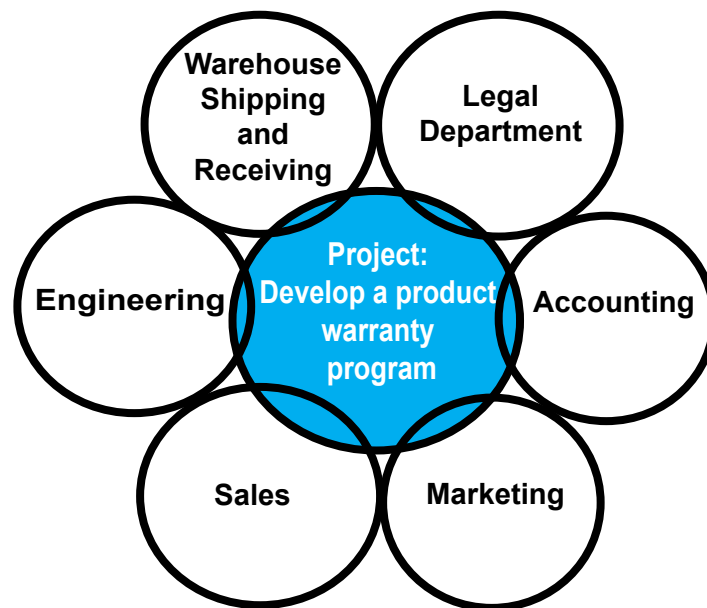 Warehouse
Shipping
and
Receiving
Legal
Department
Project:
Develop a product
warranty
program
Engineering
Accounting
Sales
Marketing